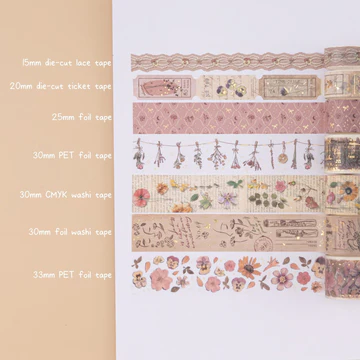 15mm die-cut lace tape
20mm die-cut ticket tape
25mm foil tape
30mm PET foil tape
30mm CMYK washi tape
30mm foil washi tape
33mm PET foil tape